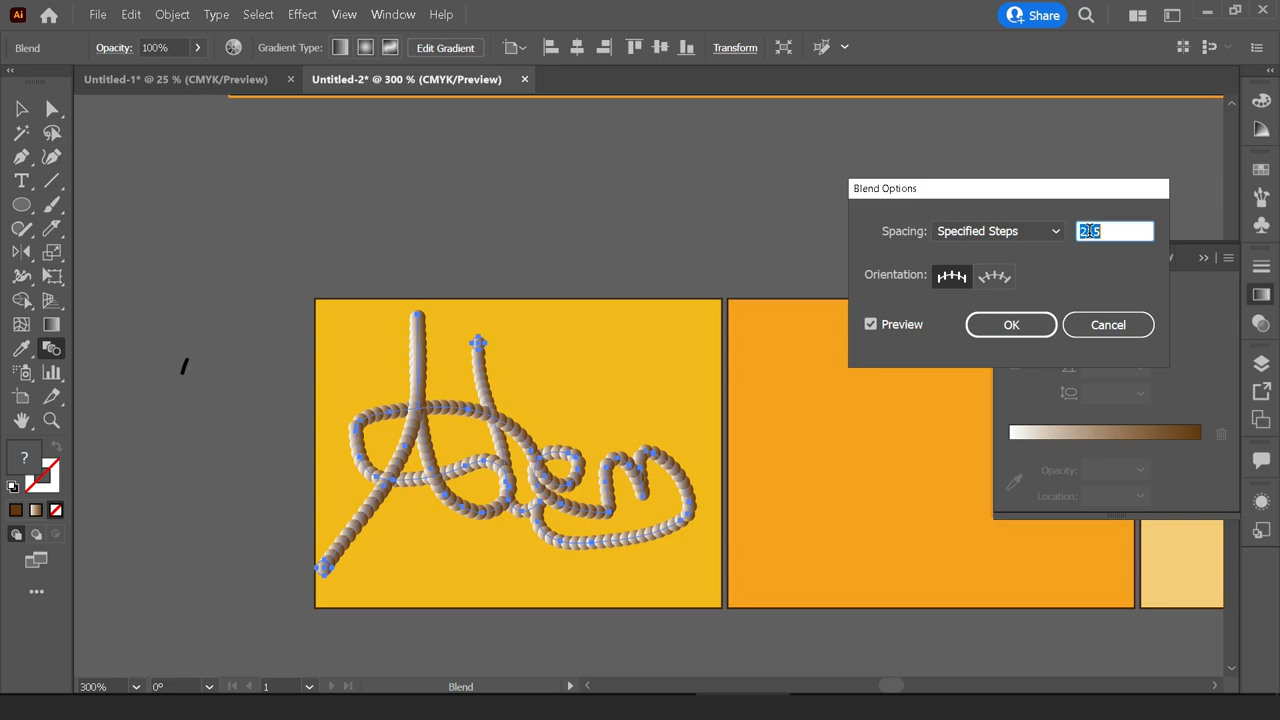 Ai File Edit Object Type Select Effect View Window Help Share
Blend Opacity: 100% Gradient Type: Edit Gradient Transform
Untitled-1* @ 25 % (CMYK/Preview) Untitled-2* @ 300 % (CMYK/Preview)
Blend Options
Spacing: Specified Steps
Orientation:
Preview OK Cancel
?
Opacity:
Location:
300% 0° 1 Blend